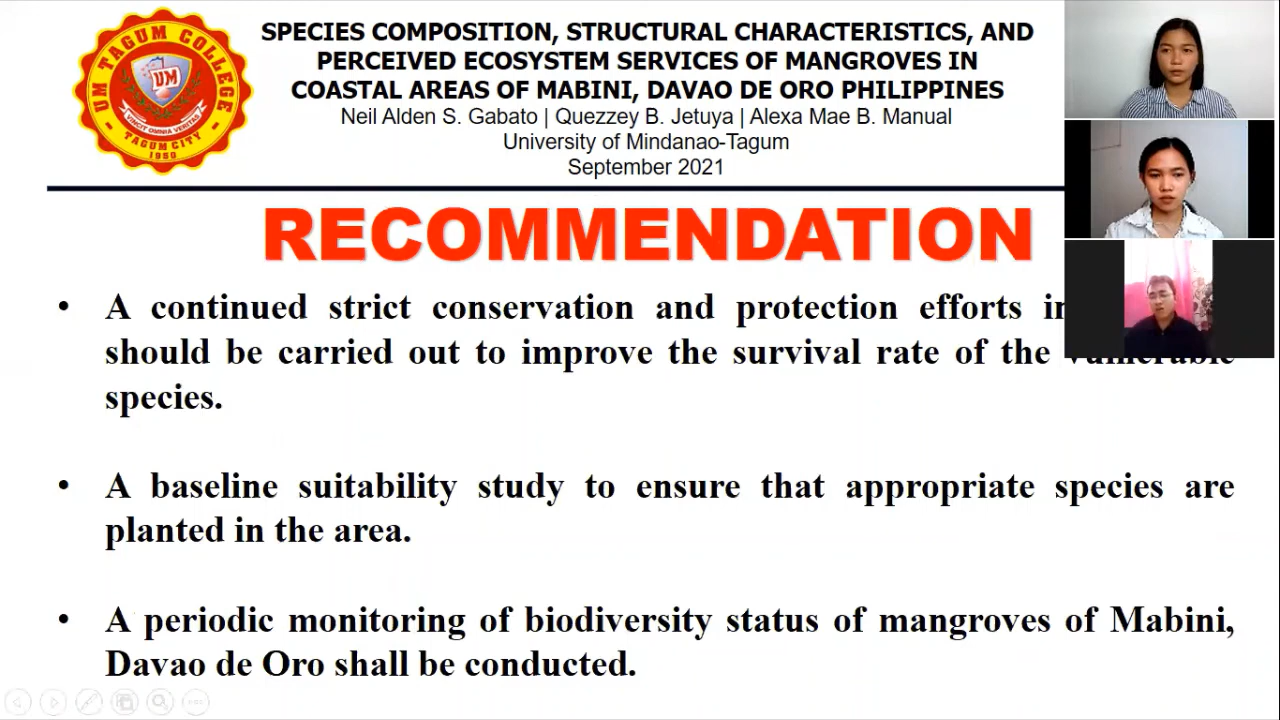 SPECIES COMPOSITION, STRUCTURAL CHARACTERISTICS, AND
PERCEIVED ECOSYSTEM SERVICES OF MANGROVES IN
COASTAL AREAS OF MABINI, DAVAO DE ORO PHILIPPINES
Neil Alden S. Gabato | Quezzey B. Jetuya | Alexa Mae B. Manual
University of Mindanao-Tagum
September 2021
UM TAGUM COLLEGE
UM
VINCIT OMNIA VERITAS
TAGUM CITY
1950
RECOMMENDATION
• A continued strict conservation and protection efforts
should be carried out to improve the survival rate of the
species.
• A baseline suitability study to ensure that appropriate species are
planted in the area.
• A periodic monitoring of biodiversity status of mangroves of Mabini,
Davao de Oro shall be conducted.